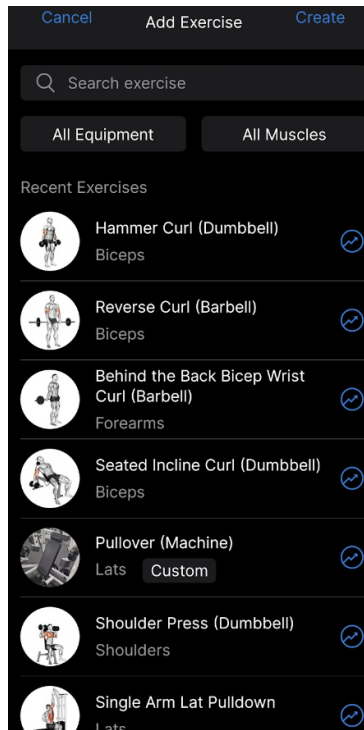 Cancel
Add Exercise
Create
Search exercise
All Equipment
All Muscles
Recent Exercises
Hammer Curl (Dumbbell)
Biceps
Reverse Curl (Barbell)
Biceps
Behind the Back Bicep Wrist
Curl (Barbell)
Forearms
Seated Incline Curl (Dumbbell)
Biceps
Pullover (Machine)
Lats
Custom
Shoulder Press (Dumbbell)
Shoulders
Single Arm Lat Pulldown
Lats